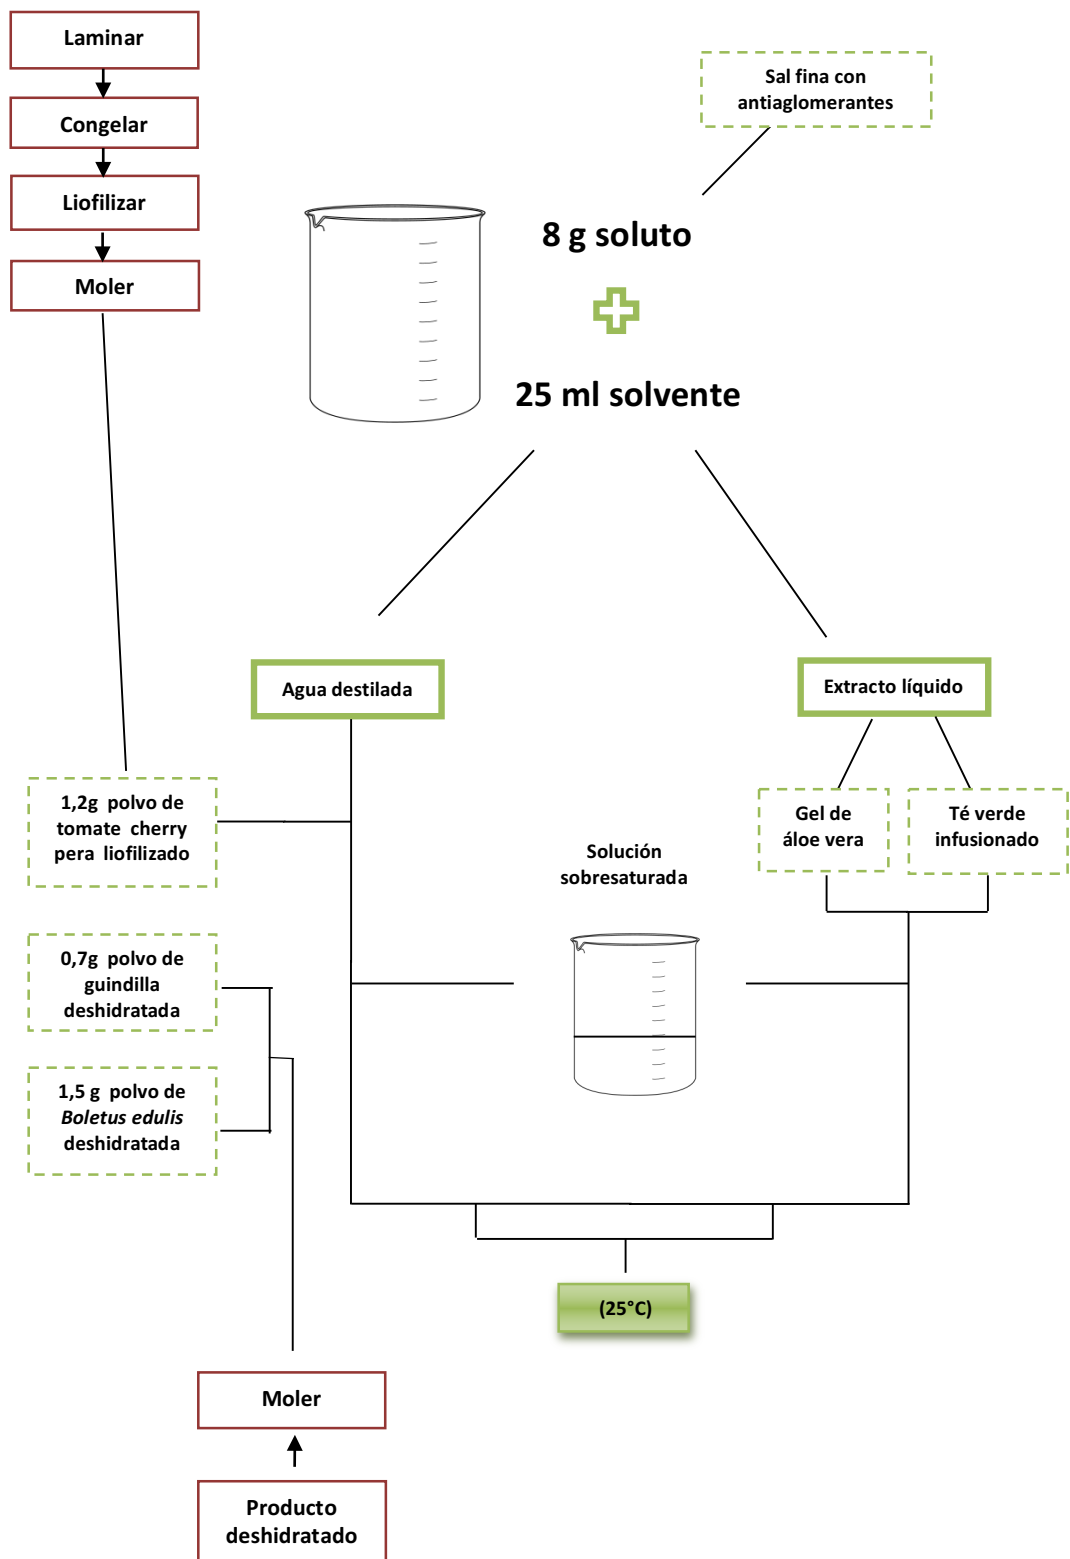 Laminar
Congelar
Liofilizar
Moler
Sal fina con
antiaglomerantes
8 g soluto
25 ml solvente
Agua destilada
Extracto líquido
1,2g polvo de
tomate cherry
pera liofilizado
Gel de
áloe vera
Té verde
infusionado
Solución
sobresaturada
0,7g polvo de
guindilla
deshidratada
1,5 g polvo de
Boletus edulis
deshidratada
(25°C)
Moler
Producto
deshidratado